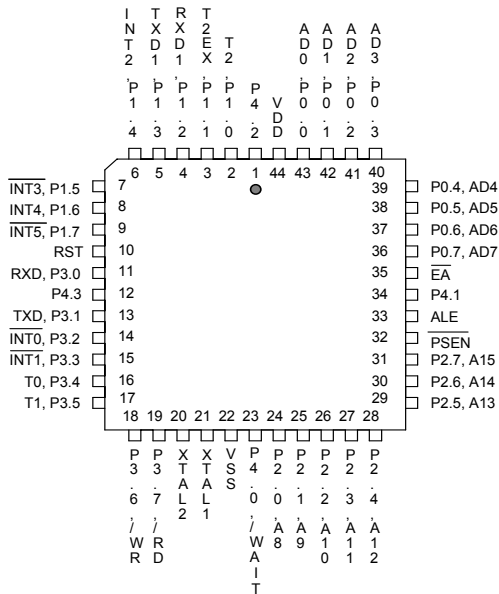 INT2, P1.4
TXD1, P1.3
RXD1, P1.2
T2EX, P1.1
T2, P1.0
P4.2
VDD
AD0, P0.0
AD1, P0.1
AD2, P0.2
AD3, P0.3
6 5 4 3 2 1 44 43 42 41 40
INT3, P1.5 7
INT4, P1.6 8
INT5, P1.7 9
RST 10
RXD, P3.0 11
P4.3 12
TXD, P3.1 13
INT0, P3.2 14
INT1, P3.3 15
T0, P3.4 16
T1, P3.5 17
39 P0.4, AD4
38 P0.5, AD5
37 P0.6, AD6
36 P0.7, AD7
35 EA
34 P4.1
33 ALE
32 PSEN
31 P2.7, A15
30 P2.6, A14
29 P2.5, A13
18 19 20 21 22 23 24 25 26 27 28
P3.6, /WR
P3.7, /RD
XTAL2
XTAL1
VSS
P4.0, /WAIT
P2.0, A8
P2.1, A9
P2.2, A10
P2.3, A11
P2.4, A12